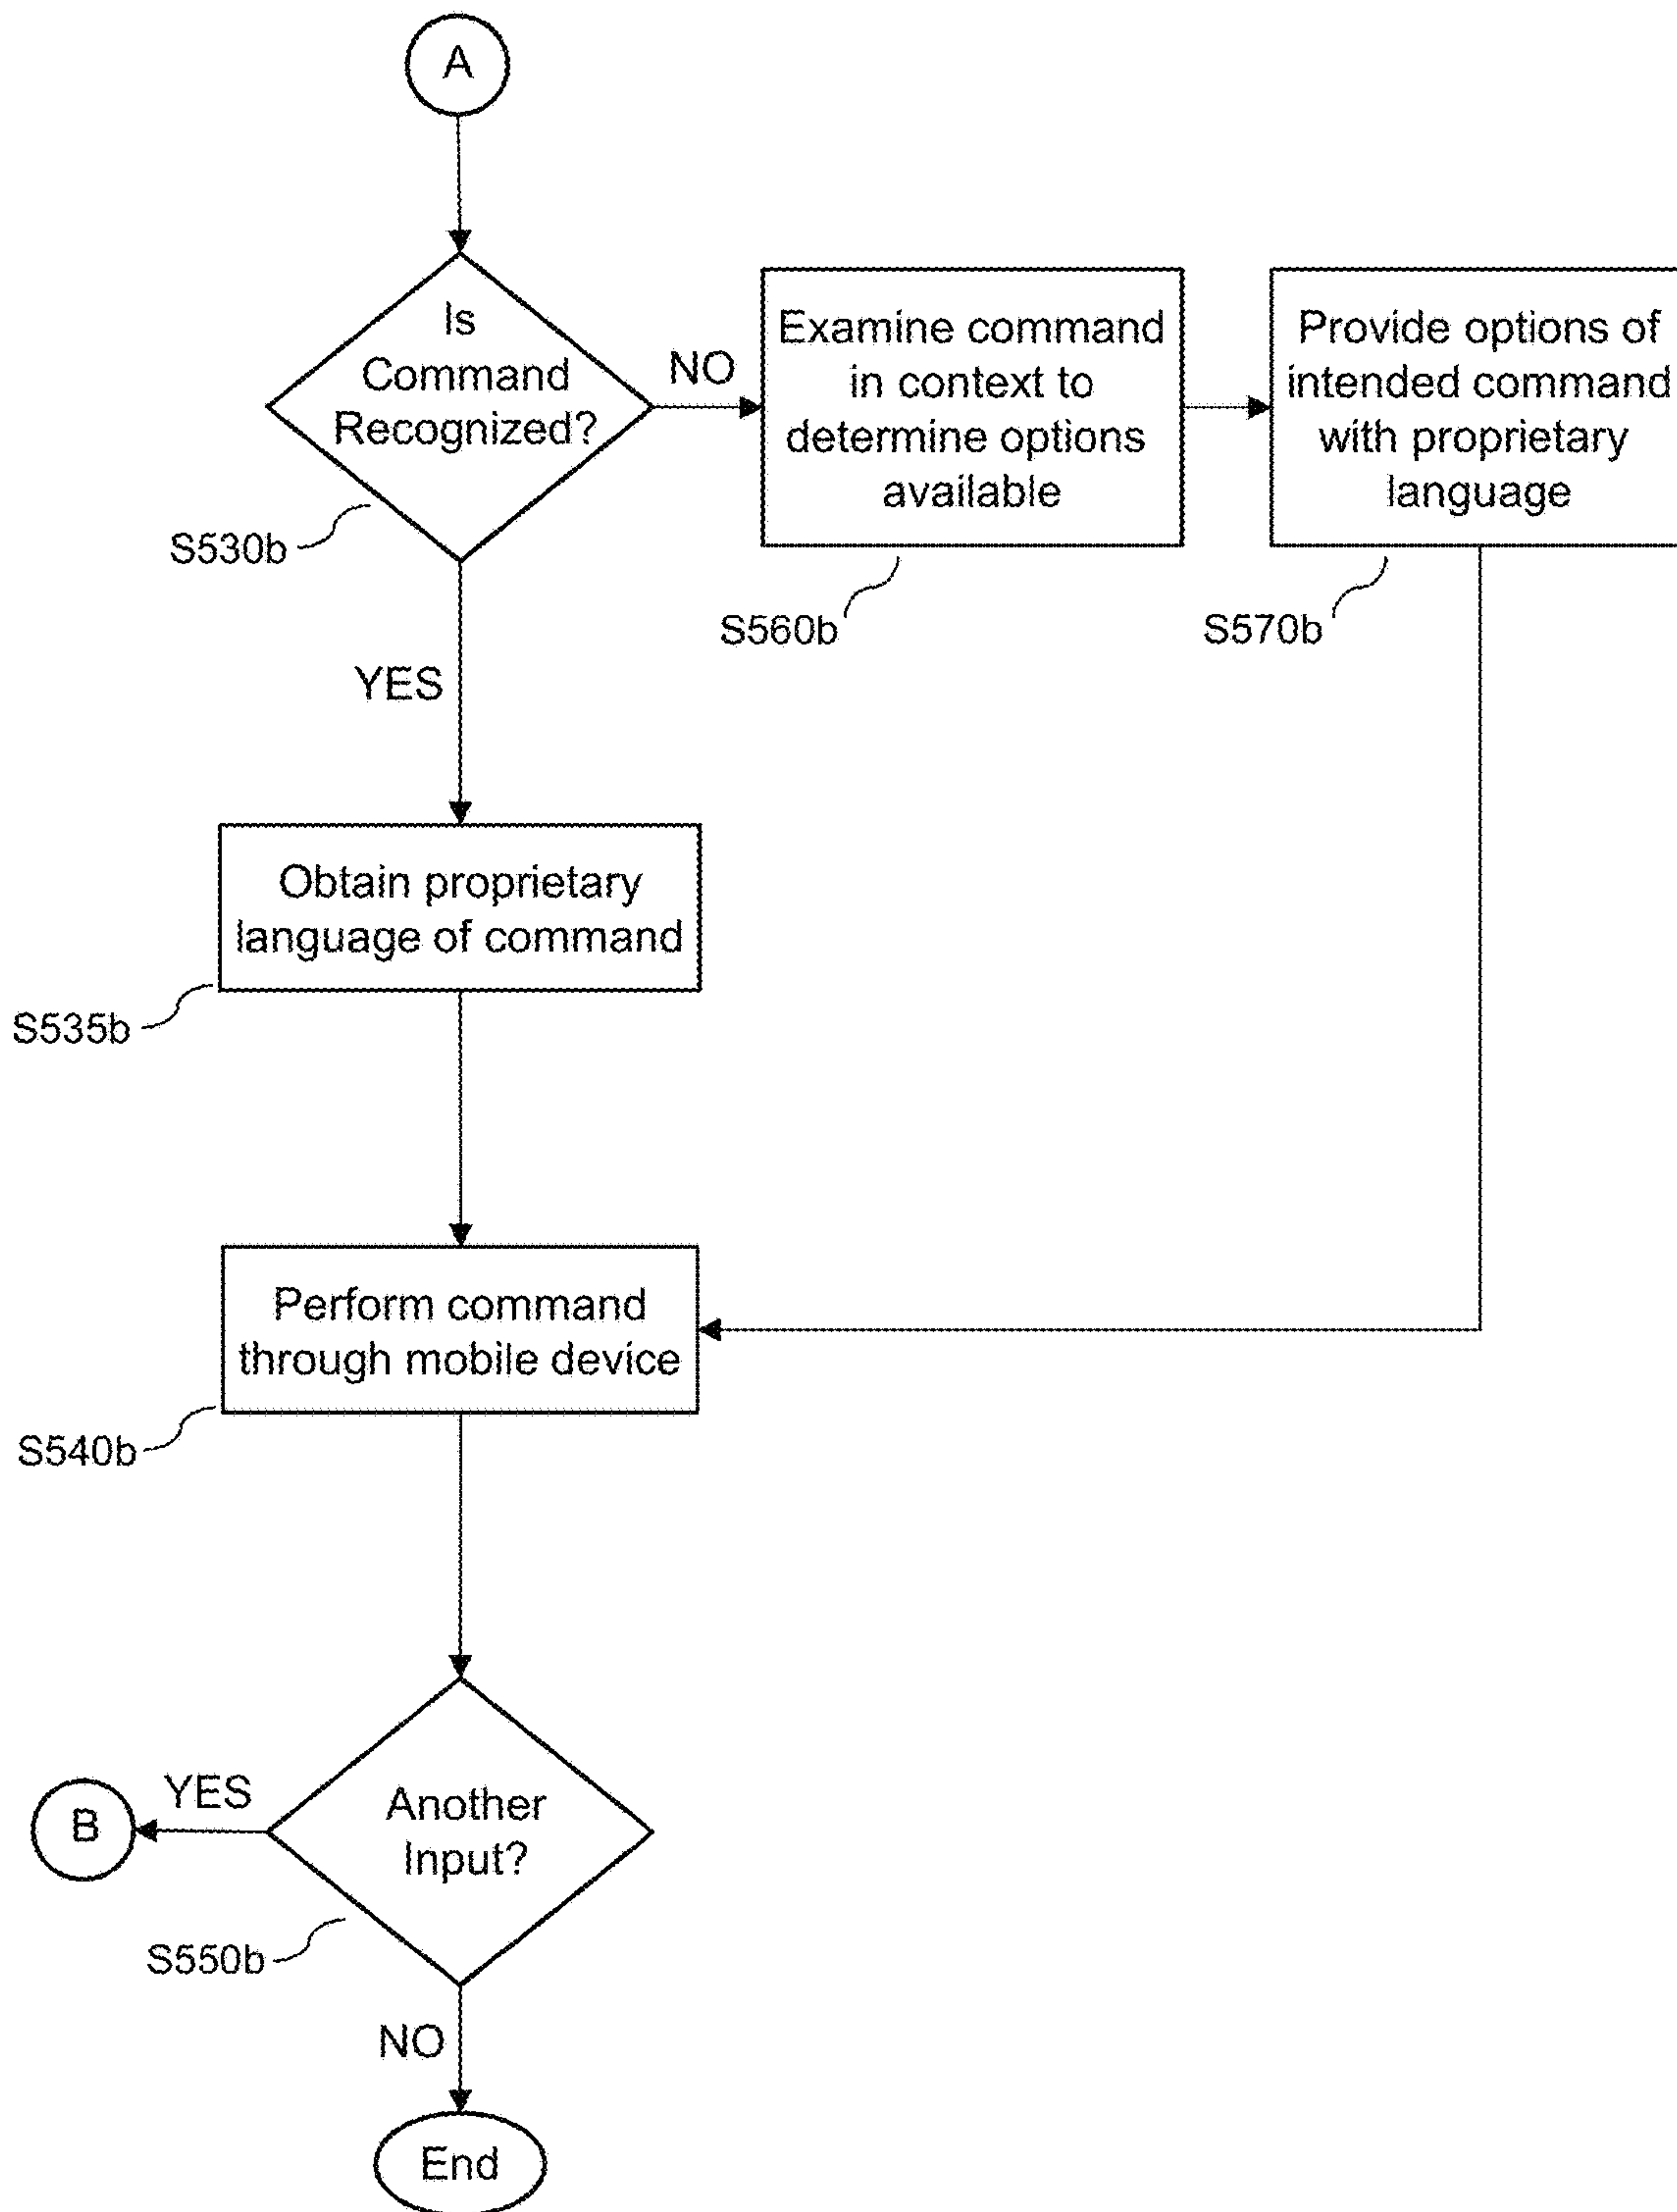 A
Is
Command
Recognized?
NO
Examine command
in context to
determine options
available
Provide options of
intended command
with proprietary
language
S530b
S560b
S570b
YES
Obtain proprietary
language of command
S535b
Perform command
through mobile device
S540b
B
YES
Another
Input?
S550b
NO
End